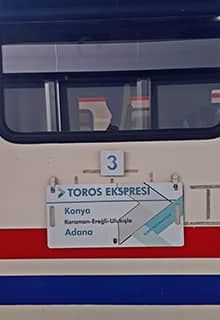 3
TOROS EKSPRESİ
Konya
Karaman-Ereğli-Ulukışla
Adana